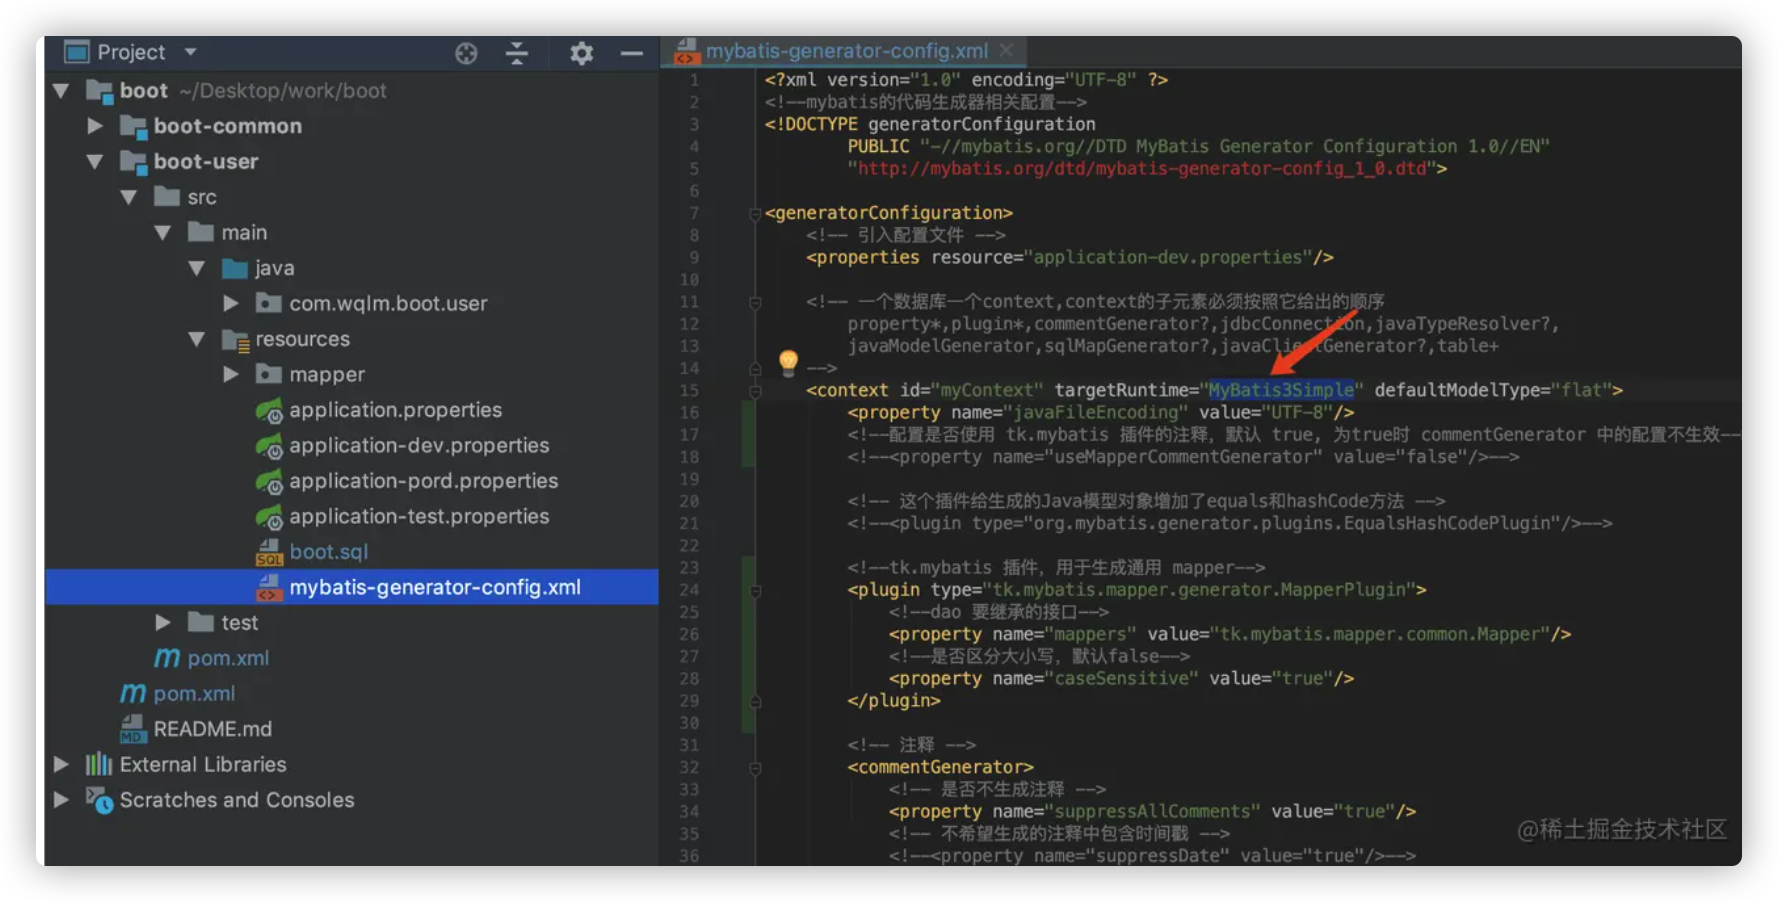 Project
boot ~/Desktop/work/boot
boot-common
boot-user
src
main
java
com.wqlm.boot.user
resources
mapper
application.properties
application-dev.properties
application-pord.properties
application-test.properties
SQL boot.sql
mybatis-generator-config.xml
test
m pom.xml
m pom.xml
MD README.md
External Libraries
Scratches and Consoles
mybatis-generator-config.xml
1 <?xml version="1.0" encoding="UTF-8" ?>
2 <!--mybatis的代码生成器相关配置-->
3 <!DOCTYPE generatorConfiguration
4 PUBLIC "-//mybatis.org//DTD MyBatis Generator Configuration 1.0//EN"
5 "http://mybatis.org/dtd/mybatis-generator-config_1_0.dtd">
6
7 <generatorConfiguration>
8 <!-- 引入配置文件 -->
9 <properties resource="application-dev.properties"/>
10
11 <!-- 一个数据库一个context,context的子元素必须按照它给出的顺序
12 property*,plugin*,commentGenerator?,jdbcConnection,javaTypeResolver?,
13 javaModelGenerator,sqlMapGenerator?,javaClientGenerator?,table+
14 -->
15 <context id="myContext" targetRuntime="MyBatis3Simple" defaultModelType="flat">
16 <property name="javaFileEncoding" value="UTF-8"/>
17 <!--配置是否使用 tk.mybatis 插件的注释，默认 true, 为true时 commentGenerator 中的配置不生效--
18 <!--<property name="useMapperCommentGenerator" value="false"/>-->
19
20 <!-- 这个插件给生成的Java模型对象增加了equals和hashCode方法 -->
21 <!--<plugin type="org.mybatis.generator.plugins.EqualsHashCodePlugin"/>-->
22
23 <!--tk.mybatis 插件，用于生成通用 mapper-->
24 <plugin type="tk.mybatis.mapper.generator.MapperPlugin">
25 <!--dao 要继承的接口-->
26 <property name="mappers" value="tk.mybatis.mapper.common.Mapper"/>
27 <!--是否区分大小写，默认false-->
28 <property name="caseSensitive" value="true"/>
29 </plugin>
30
31 <!-- 注释 -->
32 <commentGenerator>
33 <!-- 是否不生成注释 -->
34 <property name="suppressAllComments" value="true"/>
35 <!-- 不希望生成的注释中包含时间戳 -->
36 <!--<property name="suppressDate" value="true"/>-->
@稀土掘金技术社区